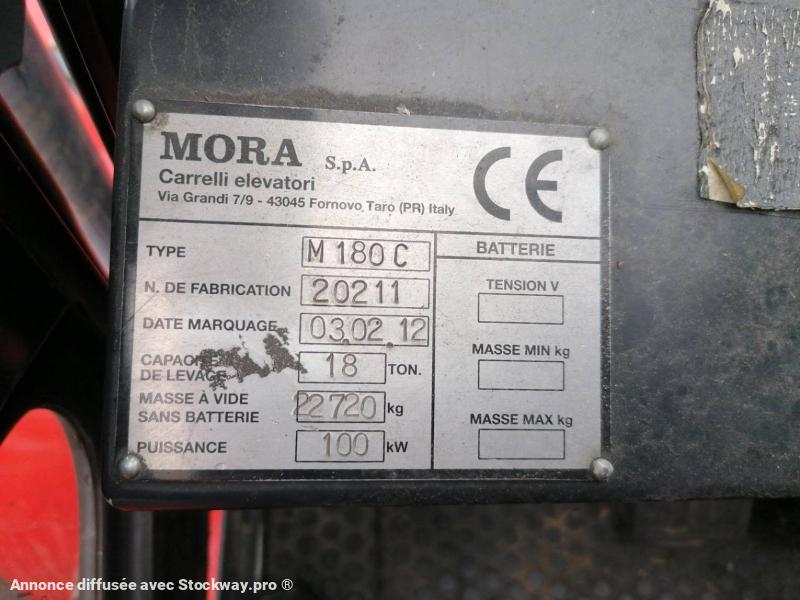 MORA S.p.A.
Carrelli elevatori
Via Grandi 7/9 - 43045 Fornovo Taro (PR) Italy
CE
TYPE M 180 C
N. DE FABRICATION 20211
DATE MARQUAGE 03.02.12
CAPACITE
DE LEVAGE 18 TON.
MASSE À VIDE
SANS BATTERIE 22720 kg
PUISSANCE 100 kW
BATTERIE
TENSION V
MASSE MIN kg
MASSE MAX kg
Annonce diffusée avec Stockway.pro ®